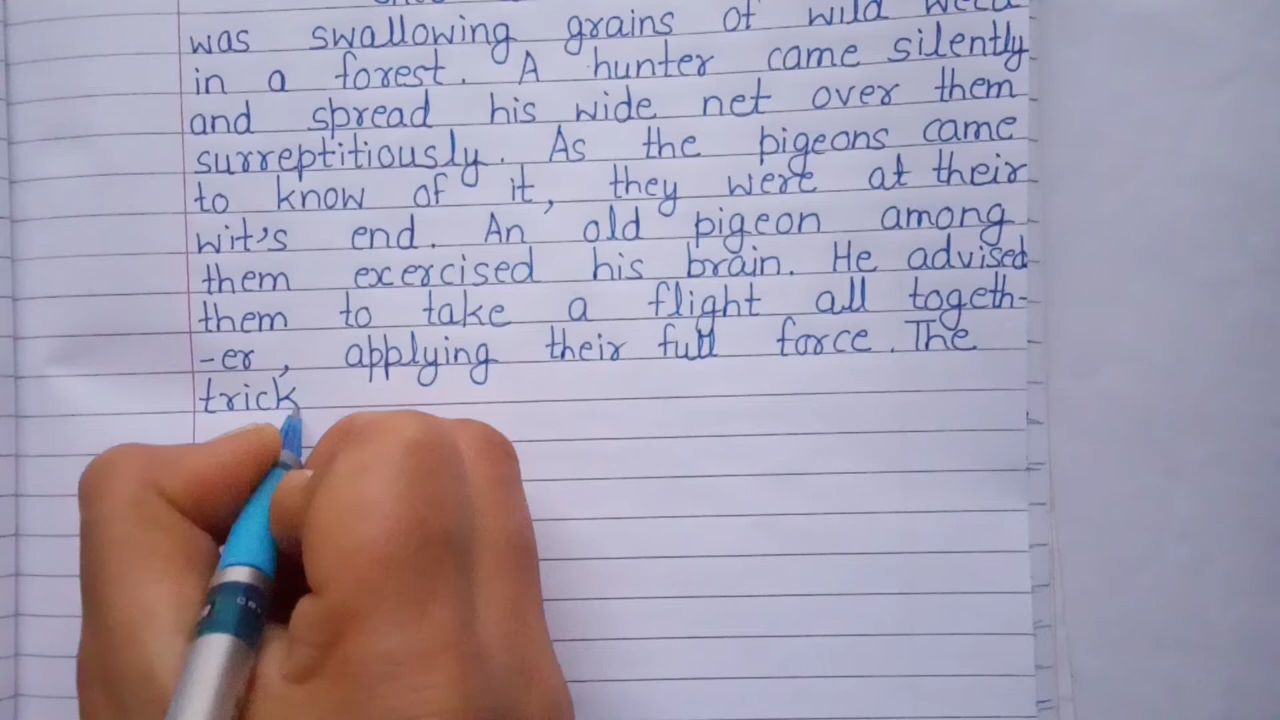 was swallowing grains of wild weed
in a forest. A hunter came silently
and spread his wide net over them
surreptitiously. As the pigeons came
to know of it, they were at their
wit's end. An old pigeon among
them exercised his brain. He advised
them to take a flight all togeth-
-er, applying their full force. The
trick